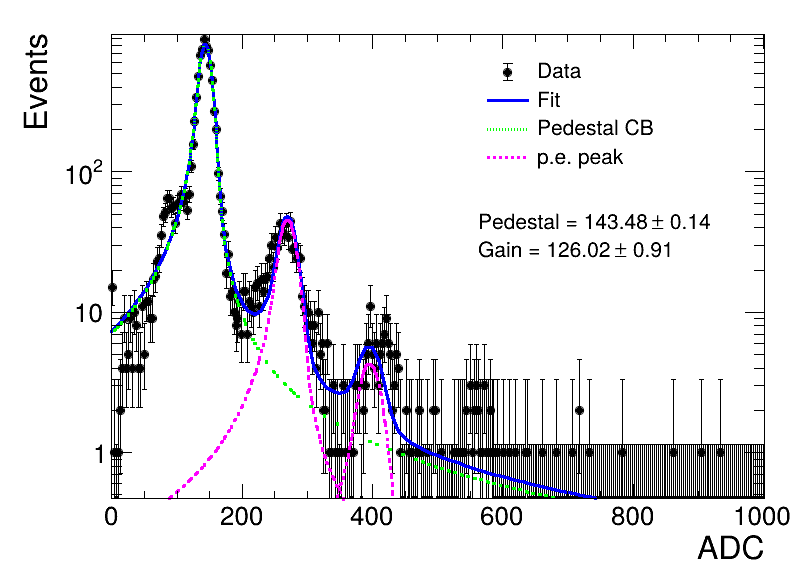 Events
Data
Fit
Pedestal CB
p.e. peak
Pedestal = 143.48 ± 0.14
Gain = 126.02 ± 0.91
10²
10
1
0 200 400 600 800 1000
ADC